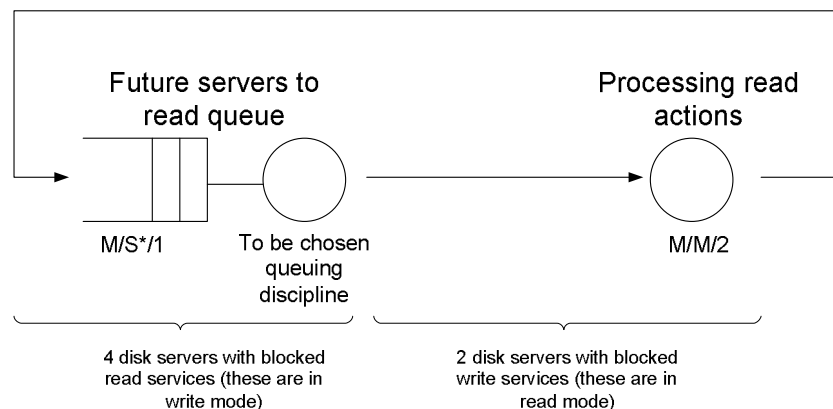 Future servers to
read queue
Processing read
actions
M/S*/1
To be chosen
queuing
discipline
M/M/2
4 disk servers with blocked
read services (these are in
write mode)
2 disk servers with blocked
write services (these are in
read mode)